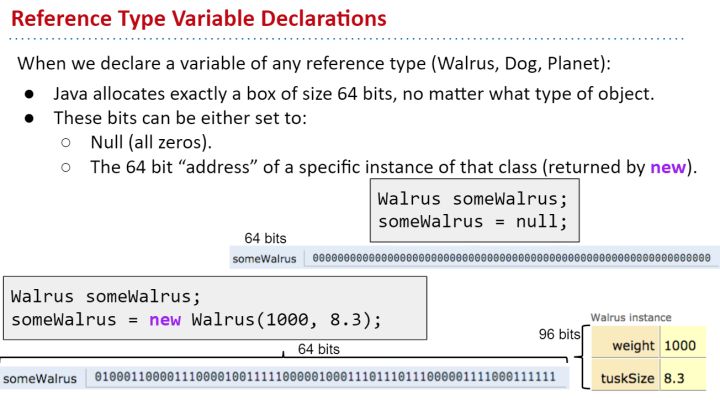 Reference Type Variable Declarations
When we declare a variable of any reference type (Walrus, Dog, Planet):
● Java allocates exactly a box of size 64 bits, no matter what type of object.
● These bits can be either set to:
○ Null (all zeros).
○ The 64 bit “address” of a specific instance of that class (returned by new).
Walrus someWalrus;
someWalrus = null;
64 bits
someWalrus 0000000000000000000000000000000000000000000000000000000000000000
Walrus someWalrus;
someWalrus = new Walrus(1000, 8.3);
64 bits
someWalrus
96 bits
Walrus instance
weight 1000
tuskSize 8.3